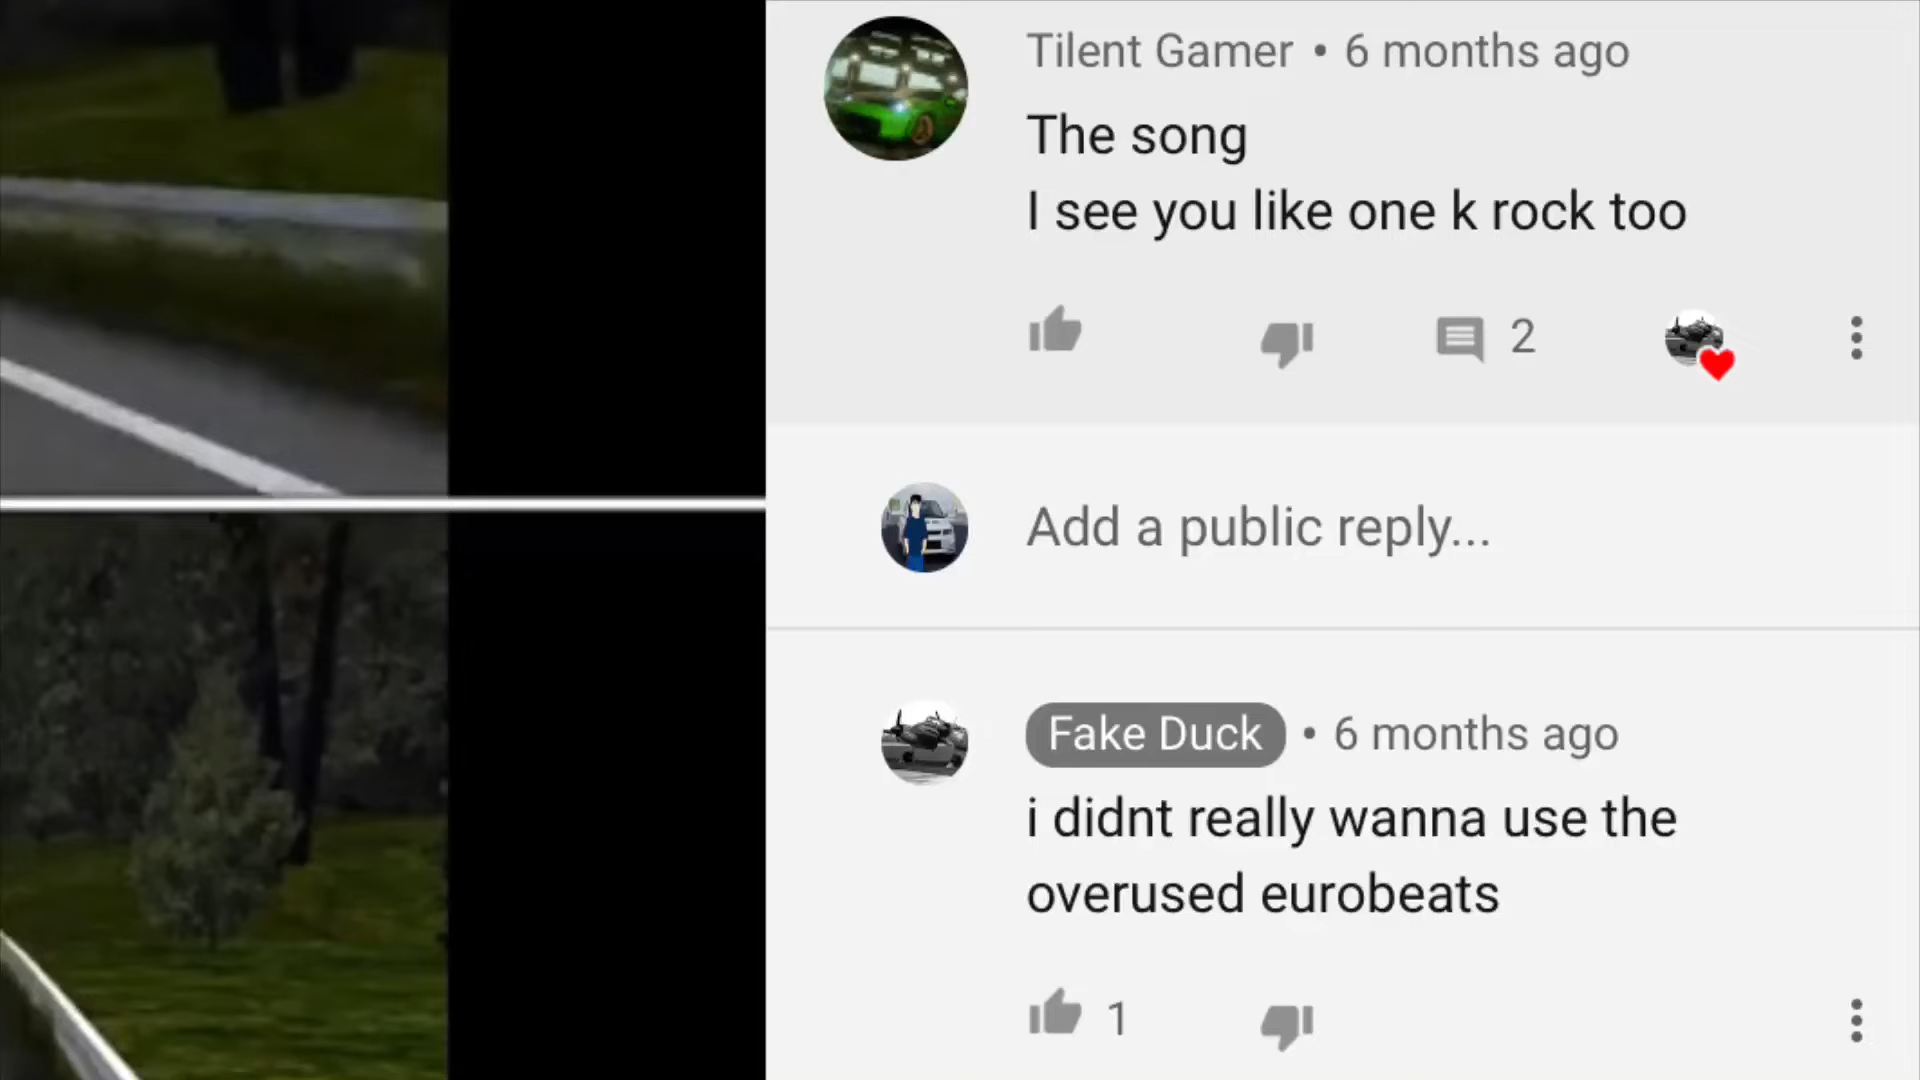 Tilent Gamer • 6 months ago
The song
I see you like one k rock too
2
Add a public reply...
Fake Duck • 6 months ago
i didnt really wanna use the
overused eurobeats
1